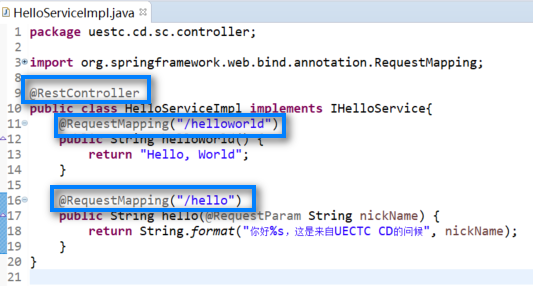 HelloServiceImpl.java
1 package uestc.cd.sc.controller;
2
3 import org.springframework.web.bind.annotation.RequestMapping;
8
9 @RestController
10 public class HelloServiceImpl implements IHelloService{
11 @RequestMapping("/helloworld")
12 public String helloWorld() {
13 return "Hello, World";
14 }
15
16 @RequestMapping("/hello")
17 public String hello(@RequestParam String nickName) {
18 return String.format("你好%s，这是来自UECTC CD的问候", nickName);
19 }
20 }
21